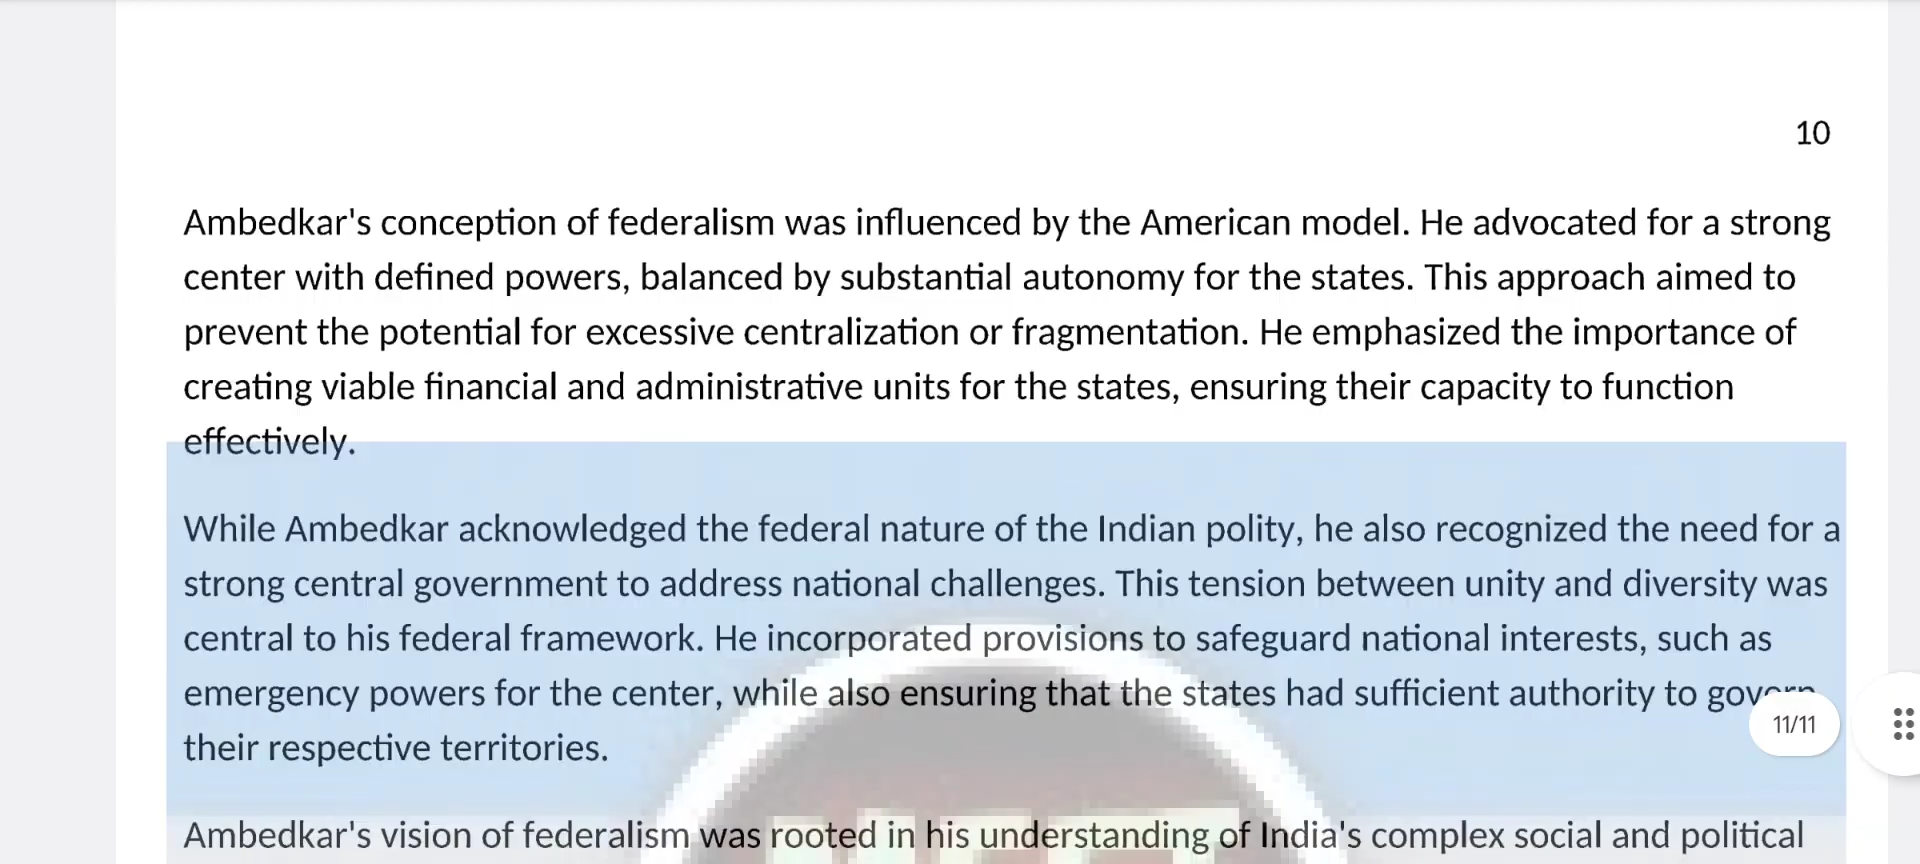 10
Ambedkar's conception of federalism was influenced by the American model. He advocated for a strong
center with defined powers, balanced by substantial autonomy for the states. This approach aimed to
prevent the potential for excessive centralization or fragmentation. He emphasized the importance of
creating viable financial and administrative units for the states, ensuring their capacity to function
effectively.
While Ambedkar acknowledged the federal nature of the Indian polity, he also recognized the need for a
strong central government to address national challenges. This tension between unity and diversity was
central to his federal framework. He incorporated provisions to safeguard national interests, such as
emergency powers for the center, while also ensuring that the states had sufficient authority to govern
their respective territories.
11/11
Ambedkar's vision of federalism was rooted in his understanding of India's complex social and political